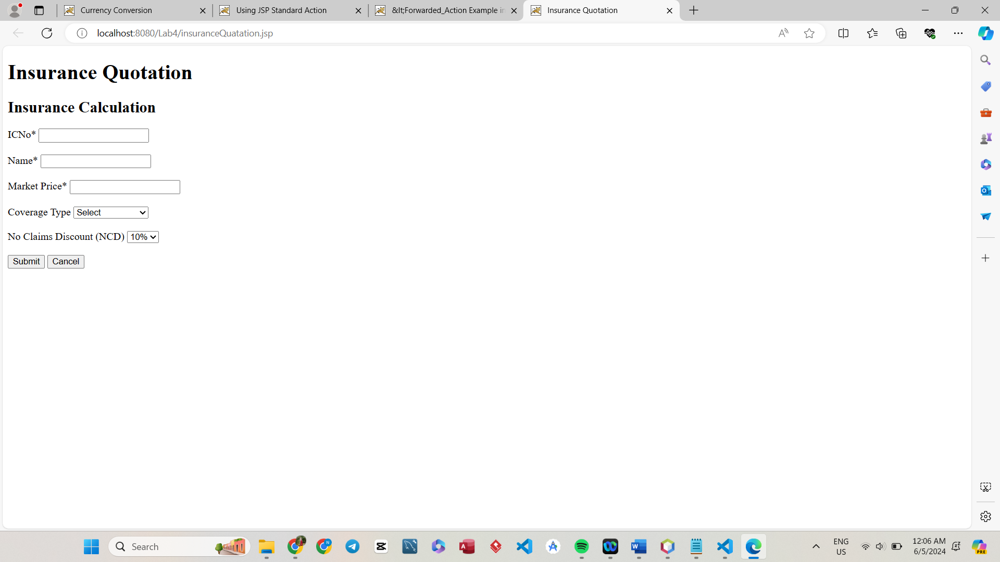 Currency Conversion
Using JSP Standard Action
&lt;Forwarded_Action Example in
Insurance Quotation
localhost:8080/Lab4/insuranceQuatation.jsp
Insurance Quotation
Insurance Calculation
ICNo*
Name*
Market Price*
Coverage Type Select
No Claims Discount (NCD) 10%
Submit Cancel
Search
ENG
US
12:06 AM
6/5/2024
PRE